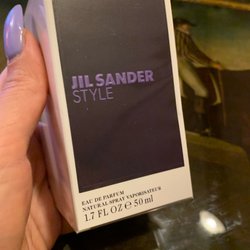 JIL SANDER
STYLE
EAU DE PARFUM
NATURAL SPRAY VAPORISATEUR
1.7 FL OZ ℮ 50 ml